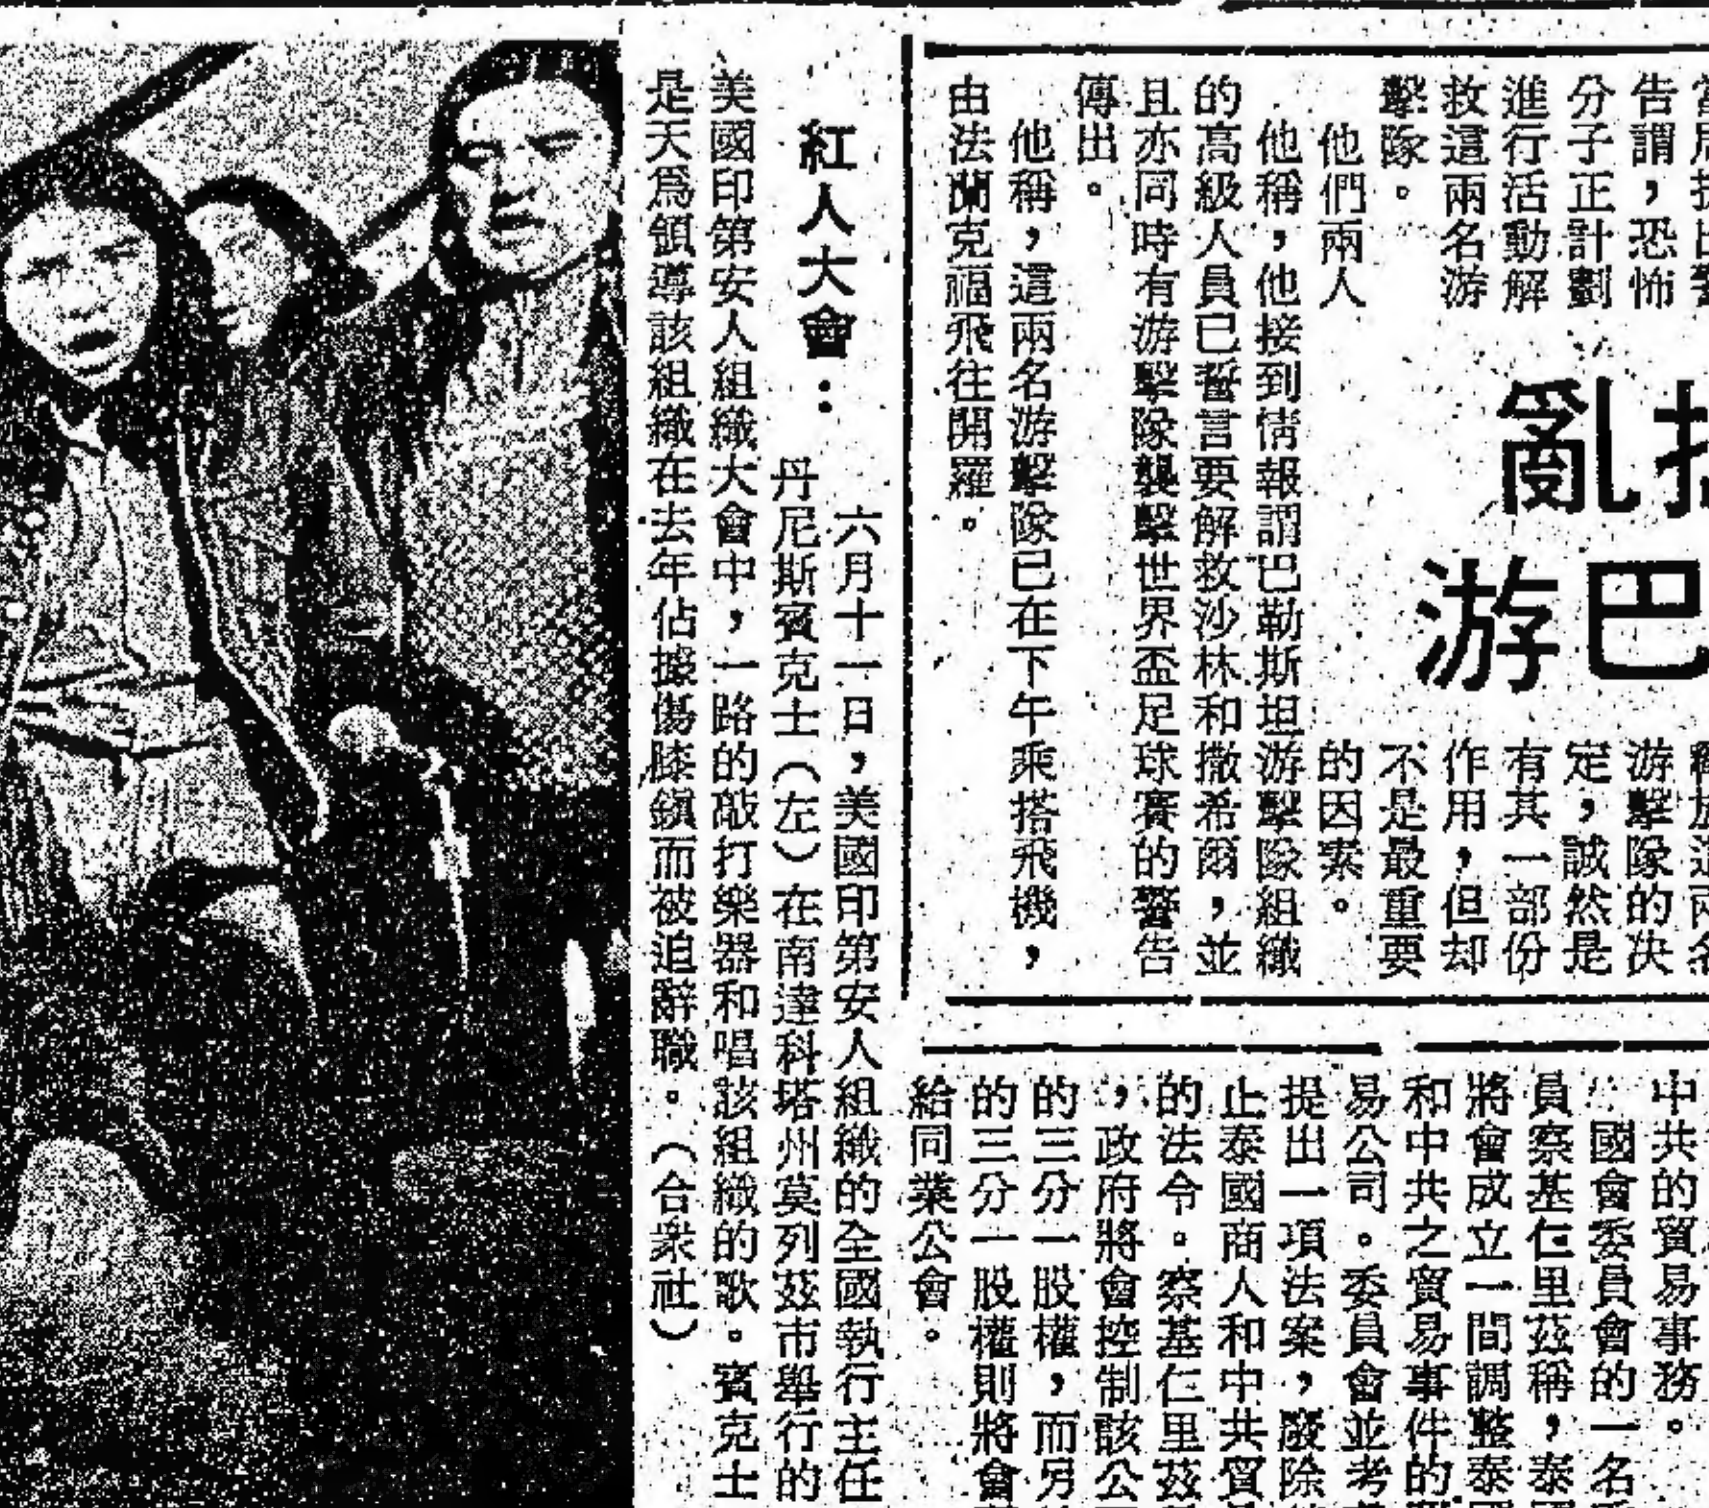 告謂，恐怖
分子正計劃
進行活動解
救這兩名游
擊隊。
他們兩人
他稱，他接到情報謂巴勒斯坦游擊隊組織
的高級人員已誓言要解救沙林和撒希爾，並
且亦同時有游擊隊襲擊世界盃足球賽的警告
傳出。
他稱，這兩名游擊隊已在下午乘搭飛機，
由法蘭克福飛往開羅。
亂
游巴
游擊隊的决
定，誠然是
有其一部份
作用，但却
不是最重要
的因素。
紅人大會：
六月十一日，美國印第安人組織的全國執行主任
丹尼斯賓克士（左）在南達科塔州莫列茲市舉行的
美國印第安人組織大會中，一路的敲打樂器和唱該組織的歌。賓克士
是天爲領導該組織在去年佔據傷膝鎮而被迫辭職。（合衆社）
中共的貿易事務。
國會委員會的一名
員察基仁里茲稱，泰
將會成立一間調整泰
和中共之貿易事件的
易公司。委員會並考
提出一項法案，廢除
止泰國商人和中共貿
的法令。察基仁里茲
，政府將會控制該公
的三分一股權，而另
的三分一股權則將會
給同業公會。